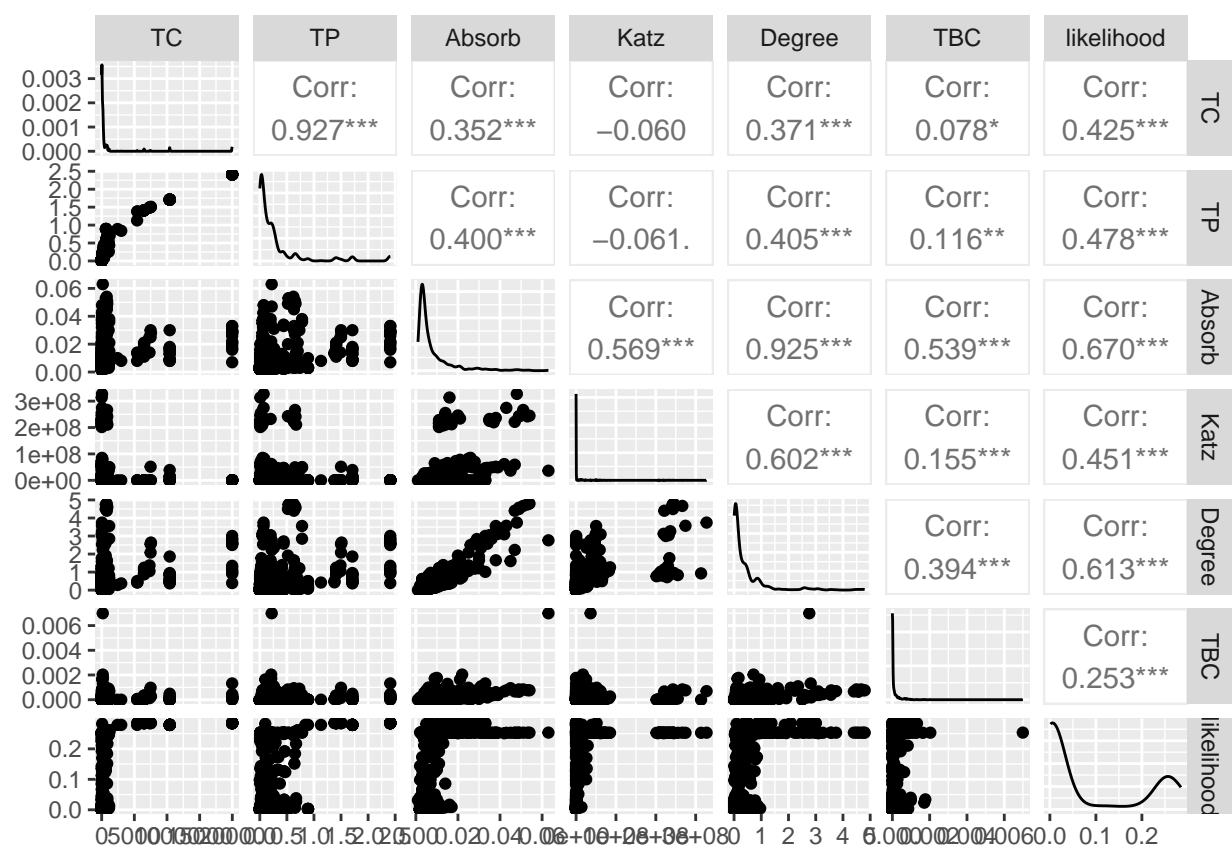 TC TP Absorb Katz Degree TBC likelihood
0.003
0.002
0.001
0.000
Corr: Corr: Corr: Corr: Corr: Corr:
0.927*** 0.352*** −0.060 0.371*** 0.078* 0.425***
TC
2.5
2.0
1.5
1.0
0.5
0.0
Corr: Corr: Corr: Corr: Corr:
0.400*** −0.061. 0.405*** 0.116** 0.478***
TP
0.06
0.04
0.02
0.00
Corr: Corr: Corr: Corr:
0.569*** 0.925*** 0.539*** 0.670***
Absorb
3e+08
2e+08
1e+08
0e+00
Corr: Corr: Corr:
0.602*** 0.155*** 0.451***
Katz
5
4
3
2
1
0
Corr: Corr:
0.394*** 0.613***
Degree
0.006
0.004
0.002
0.000
Corr:
0.253***
TBC
0.2
0.1
0.0
likelihood
0 1 2 3 4 0.0 0.1 0.2